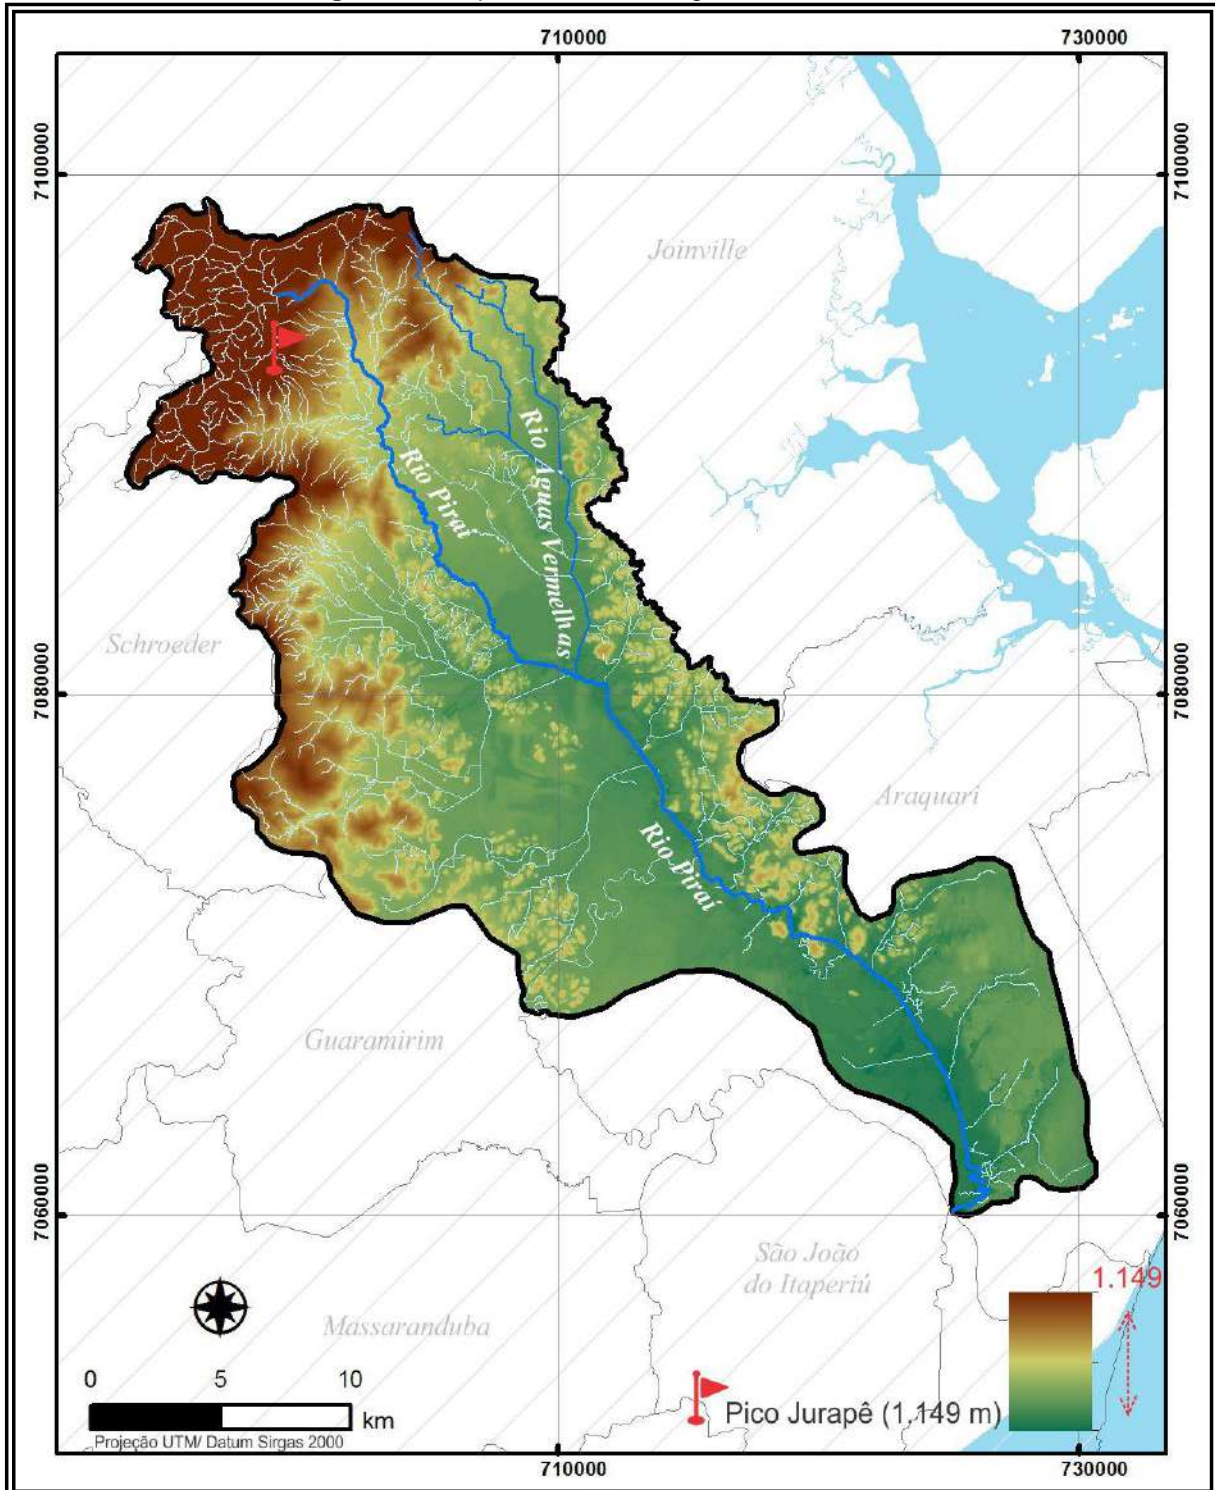 710000
730000
7100000
7100000
Joinville
Rio Águas Vermelhas
Rio Piraí
Schroeder
7080000
7080000
Araquari
Rio Piraí
Guaramirim
7060000
7060000
São João
do Itaperiú
1.149
Massaranduba
0 5 10
km
Pico Jurapê (1,149 m)
Projeção UTM/ Datum Sirgas 2000
710000
730000